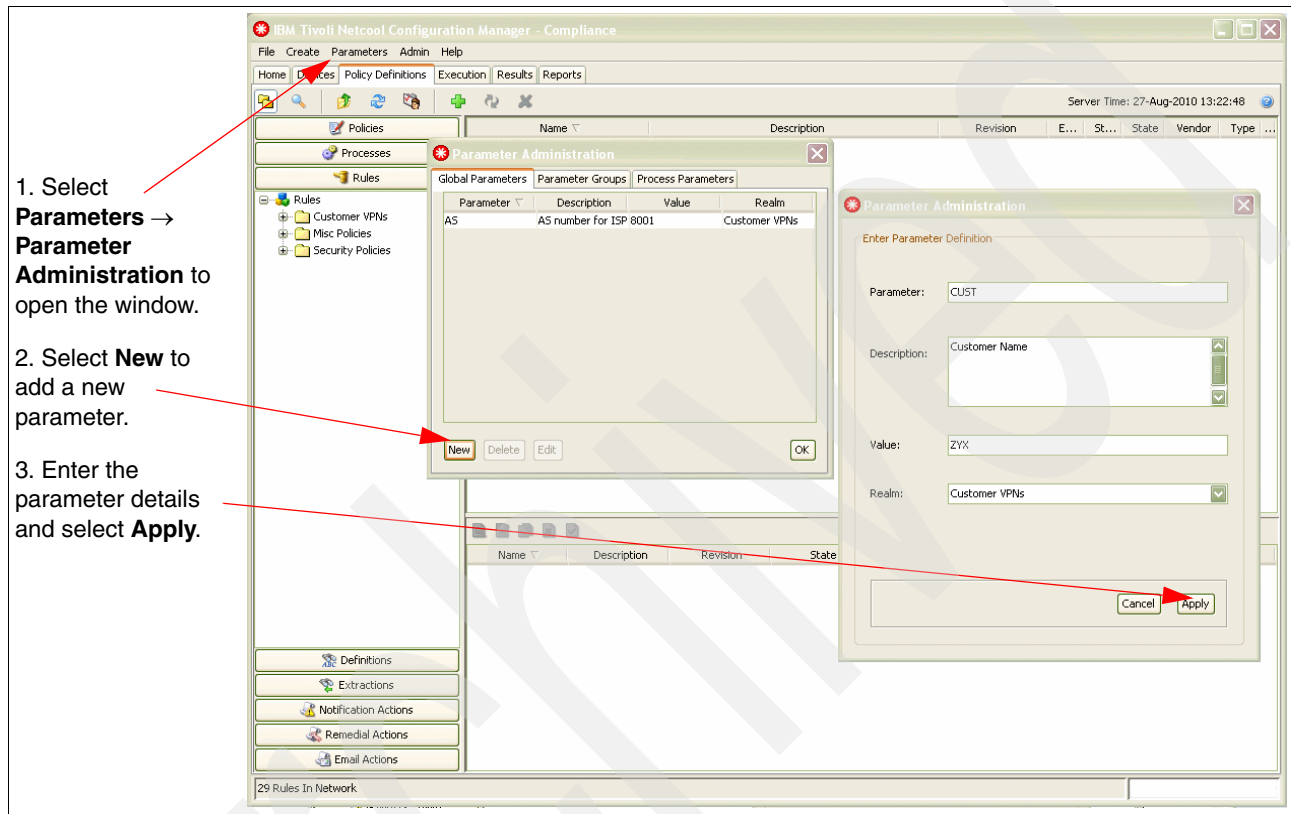 IBM Tivoli Netcool Configuration Manager - Compliance
File Create Parameters Admin Help
Home Devices Policy Definitions Execution Results Reports
Server Time: 27-Aug-2010 13:22:48
Policies
Processes
Rules
Rules
Customer VPNs
Misc Policies
Security Policies
Name Description Revision E... St... State Vendor Type ...
1. Select
Parameters →
Parameter
Administration to
open the window.
2. Select New to
add a new
parameter.
3. Enter the
parameter details
and select Apply.
Parameter Administration
Global Parameters Parameter Groups Process Parameters
Parameter Description Value Realm
AS AS number for ISP 8001 Customer VPNs
New Delete Edit OK
Parameter Administration
Enter Parameter Definition
Parameter: CUST
Description: Customer Name
Value: ZYX
Realm: Customer VPNs
Cancel Apply
Name Description Revision State
Definitions
Extractions
Notification Actions
Remedial Actions
Email Actions
29 Rules In Network